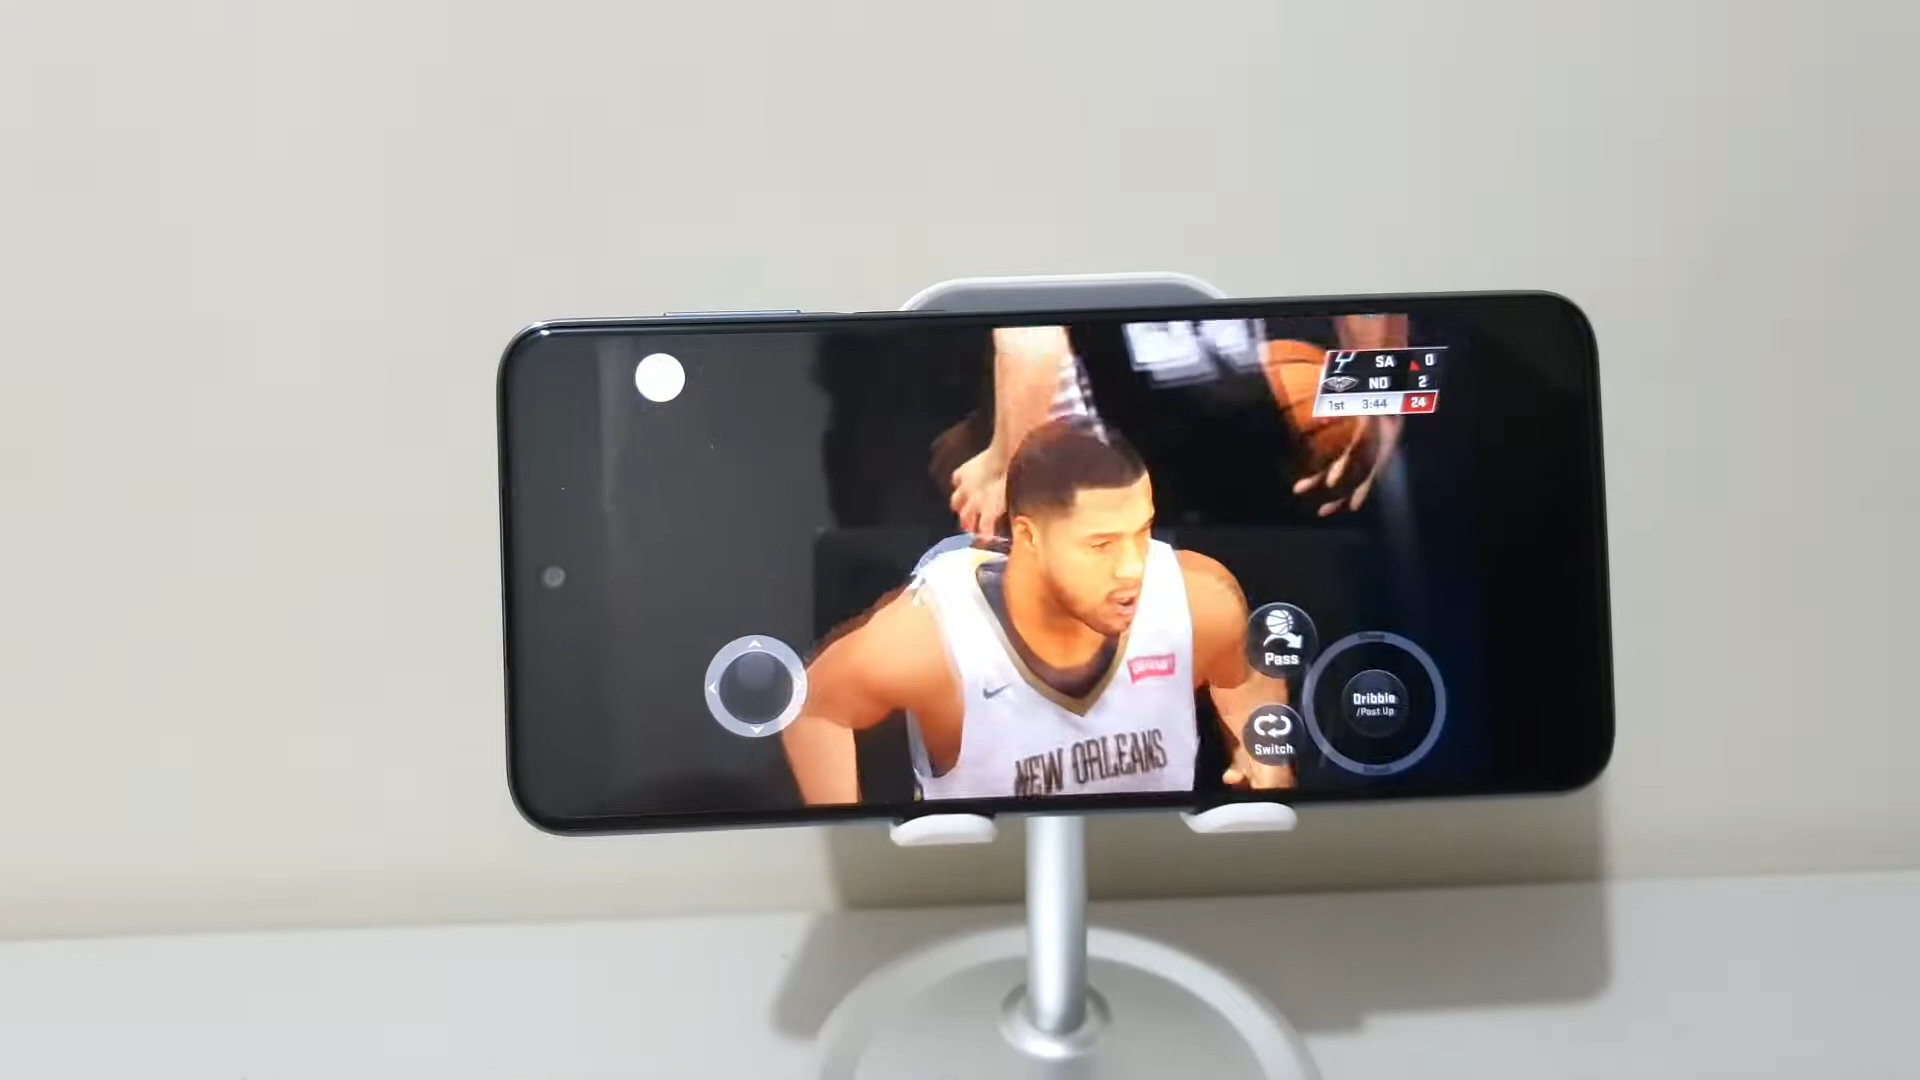 SA 0
NO 2
1st 3:44 24
Pass
Dribble
/Post Up
Switch
NEW ORLEANS